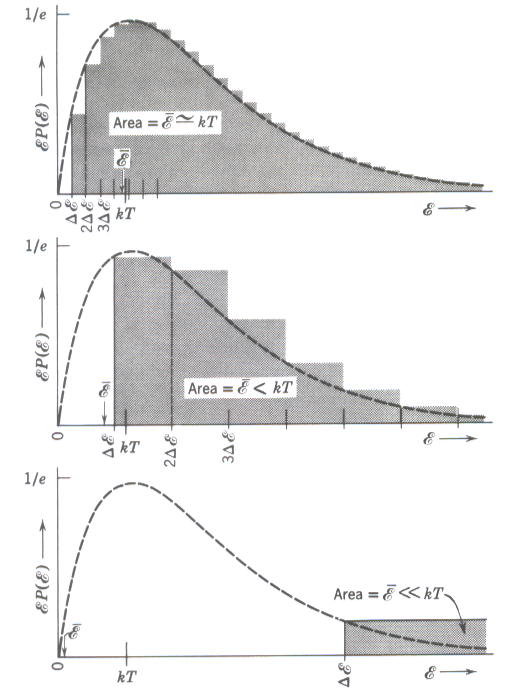 1/e
ℰP(ℰ)
Area = ℰ̄ ≃ kT
ℰ̄
0 Δℰ 2Δℰ 3Δℰ kT
ℰ
1/e
ℰP(ℰ)
Area = ℰ̄ < kT
ℰ̄
0 Δℰ kT 2Δℰ 3Δℰ
ℰ
1/e
ℰP(ℰ)
Area = ℰ̄ << kT
ℰ̄
0 kT Δℰ
ℰ